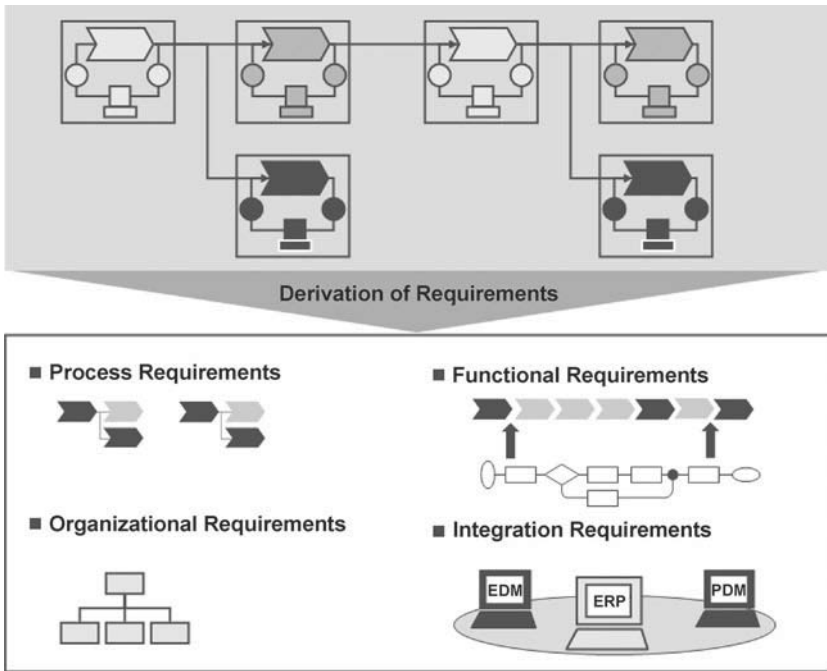 Derivation of Requirements
Process Requirements
Functional Requirements
Organizational Requirements
Integration Requirements
EDM
ERP
PDM